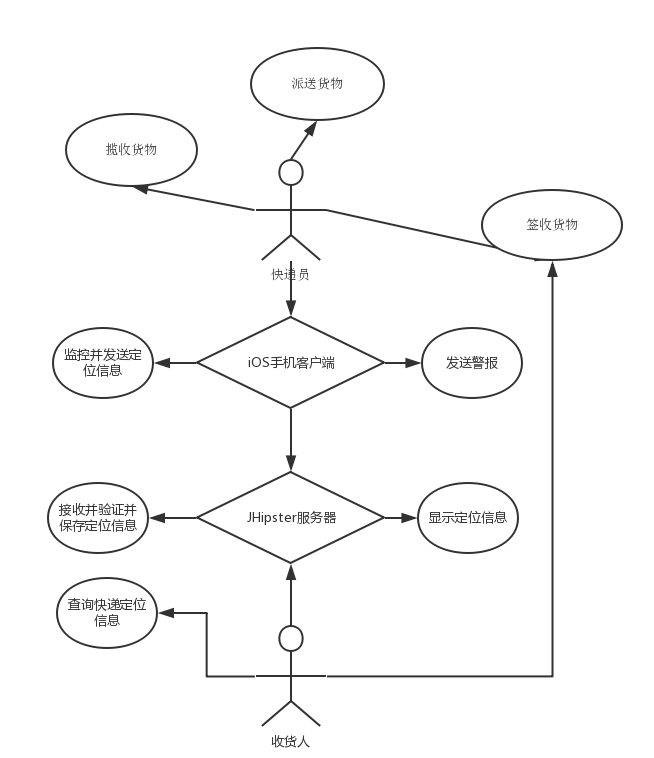 派送货物
揽收货物
签收货物
快递员
监控并发送定
位信息
iOS手机客户端
发送警报
接收并验证并
保存定位信息
JHipster服务器
显示定位信息
查询快递定位
信息
收货人